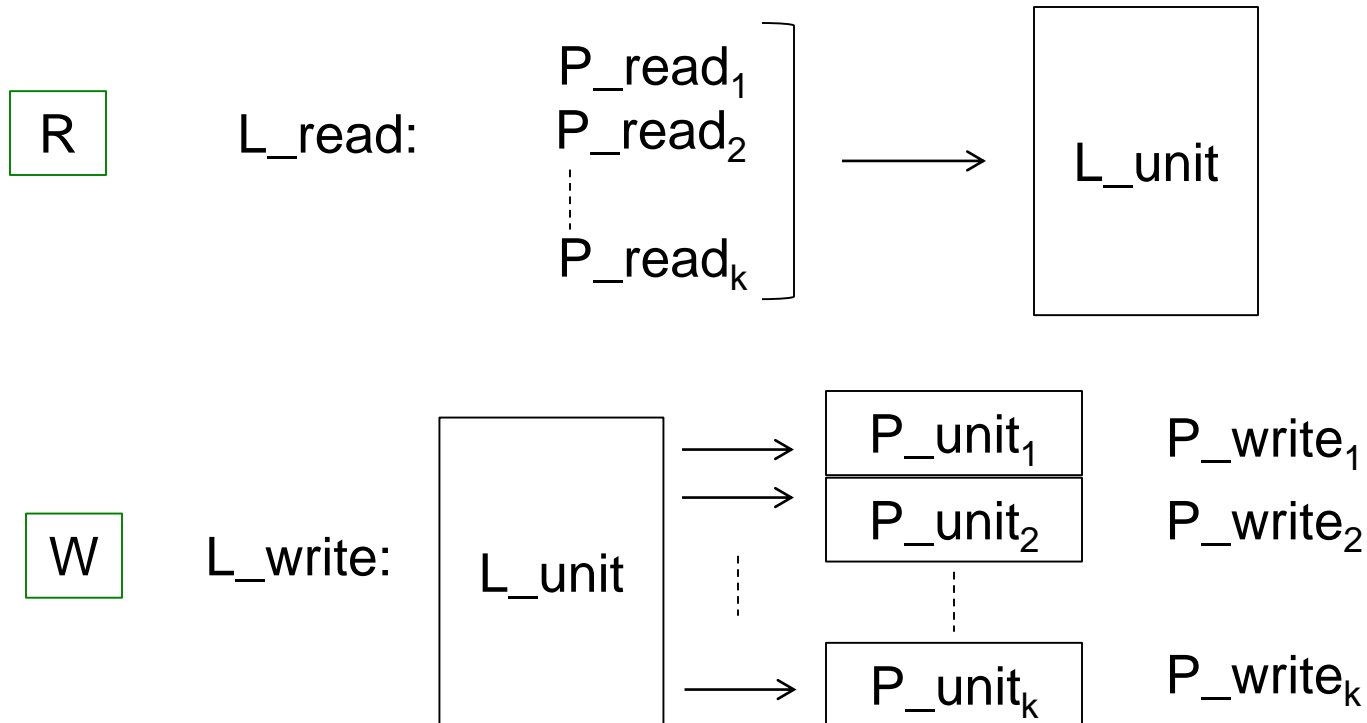 P_read₁
R L_read: P_read₂ L_unit
P_readₖ
P_unit₁ P_write₁
P_unit₂ P_write₂
W L_write: L_unit
P_unitₖ P_writeₖ